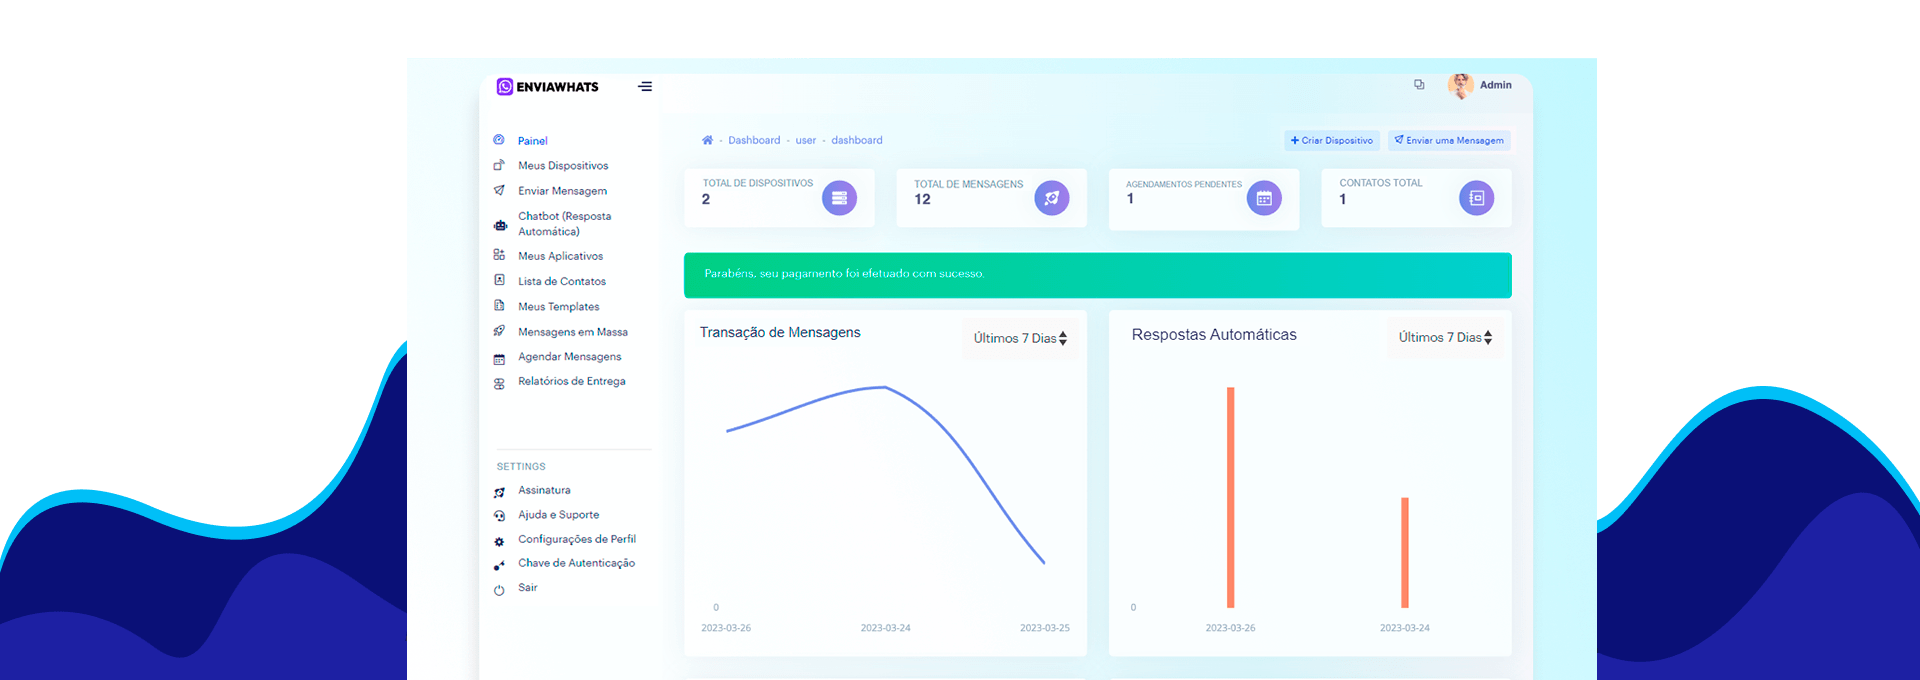 ENVIAWHATS
Admin
Painel
Meus Dispositivos
Enviar Mensagem
Chatbot (Resposta
Automática)
Meus Aplicativos
Lista de Contatos
Meus Templates
Mensagens em Massa
Agendar Mensagens
Relatórios de Entrega
SETTINGS
Assinatura
Ajuda e Suporte
Configurações de Perfil
Chave de Autenticação
Sair
- Dashboard - user - dashboard
+ Criar Dispositivo
Enviar uma Mensagem
TOTAL DE DISPOSITIVOS
2
TOTAL DE MENSAGENS
12
AGENDAMENTOS PENDENTES
1
CONTATOS TOTAL
1
Parabéns, seu pagamento foi efetuado com sucesso.
Transação de Mensagens
Últimos 7 Dias
0
2023-03-26
2023-03-24
2023-03-25
Respostas Automáticas
Últimos 7 Dias
0
2023-03-26
2023-03-24